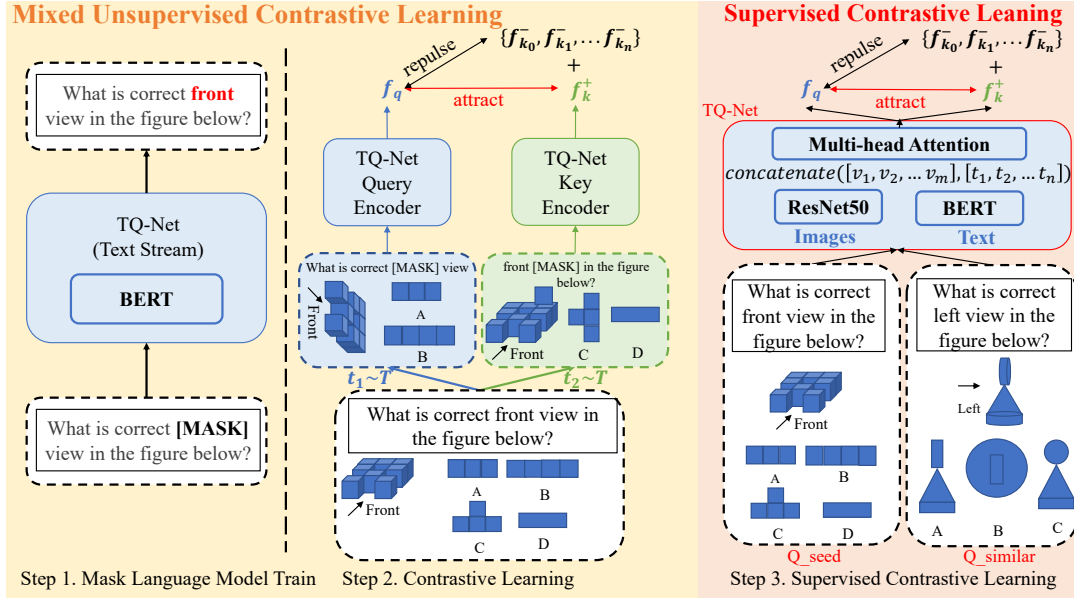 Mixed Unsupervised Contrastive Learning
What is correct front
view in the figure below?
TQ-Net
(Text Stream)
BERT
What is correct [MASK]
view in the figure below?
Step 1. Mask Language Model Train
{f⁻k₀, f⁻k₁, … f⁻kₙ}
repulse
+
f_q
attract
f_k⁺
TQ-Net
Query
Encoder
TQ-Net
Key
Encoder
What is correct [MASK] view
Front
A
B
front [MASK] in the figure
below?
Front
C
D
t₁~T
t₂~T
What is correct front view in
the figure below?
Front
A
B
C
D
Step 2. Contrastive Learning
Supervised Contrastive Leaning
{f⁻k₀, f⁻k₁, … f⁻kₙ}
repulse
+
f_q
attract
f_k⁺
TQ-Net
Multi-head Attention
concatenate([v₁, v₂, … vₘ], [t₁, t₂, … tₙ])
ResNet50
BERT
Images
Text
What is correct
front view in the
figure below?
Front
A
B
C
D
Q_seed
What is correct
left view in the
figure below?
Left
A
B
C
Q_similar
Step 3. Supervised Contrastive Learning